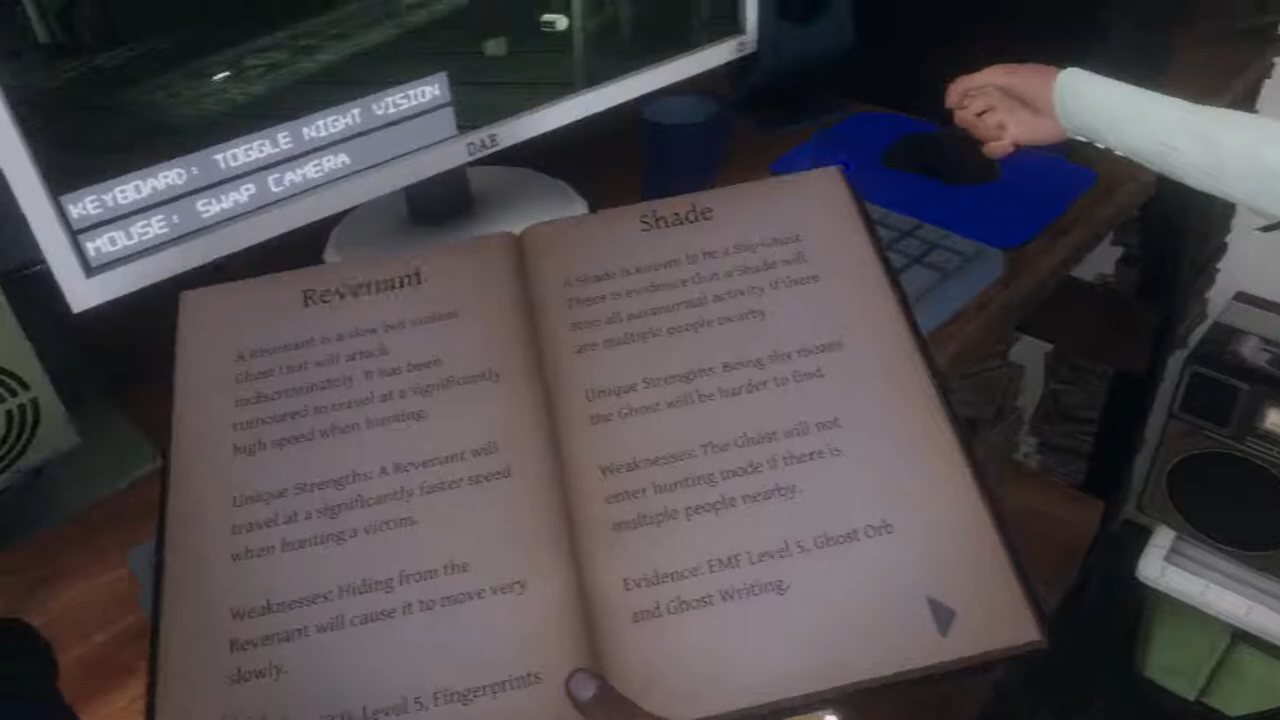 KEYBOARD: TOGGLE NIGHT VISION
MOUSE: SWAP CAMERA
DAE
Revenant
A Revenant is a slow but violent
Ghost that will attack
indiscriminately. It has been
rumoured to travel at a significantly
high speed when hunting.
Unique Strengths: A Revenant will
travel at a significantly faster speed
when hunting a victim.
Weaknesses: Hiding from the
Revenant will cause it to move very
slowly.
Level 5, Fingerprints
Shade
A Shade is known to be a Shy Ghost.
There is evidence that a Shade will
stop all paranormal activity if there
are multiple people nearby.
Unique Strengths: Being shy means
the Ghost will be harder to find.
Weaknesses: The Ghost will not
enter hunting mode if there is
multiple people nearby.
Evidence: EMF Level 5, Ghost Orb
and Ghost Writing.